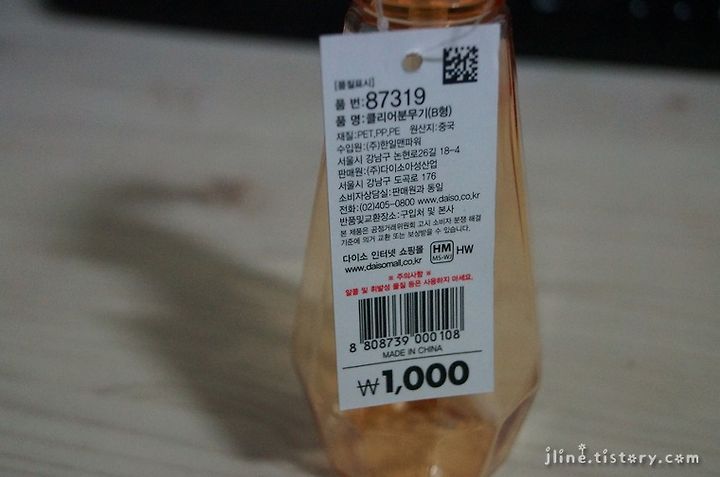 [품질표시]
품 번:87319
품 명:클리어분무기(B형)
재질:PET,PP,PE 원산지:중국
수입원:(주)한일맨파워
서울시 강남구 논현로26길 18-4
판매원:(주)다이소아성산업
서울시 강남구 도곡로 176
소비자상담실:판매원과 동일
전화:(02)405-0800 www.daiso.co.kr
반품및교환장소:구입처 및 본사
본 제품은 공정거래위원회 고시 소비자 분쟁 해결
기준에 의거 교환 또는 보상받을 수 있습니다.
다이소 인터넷 쇼핑몰
www.daisomall.co.kr
HM
MS-WJ
HW
※ 주의사항 ※
알콜 및 휘발성 물질 등은 사용하지 마세요.
8 808739 000108
MADE IN CHINA
₩1,000
jline.tistory.com